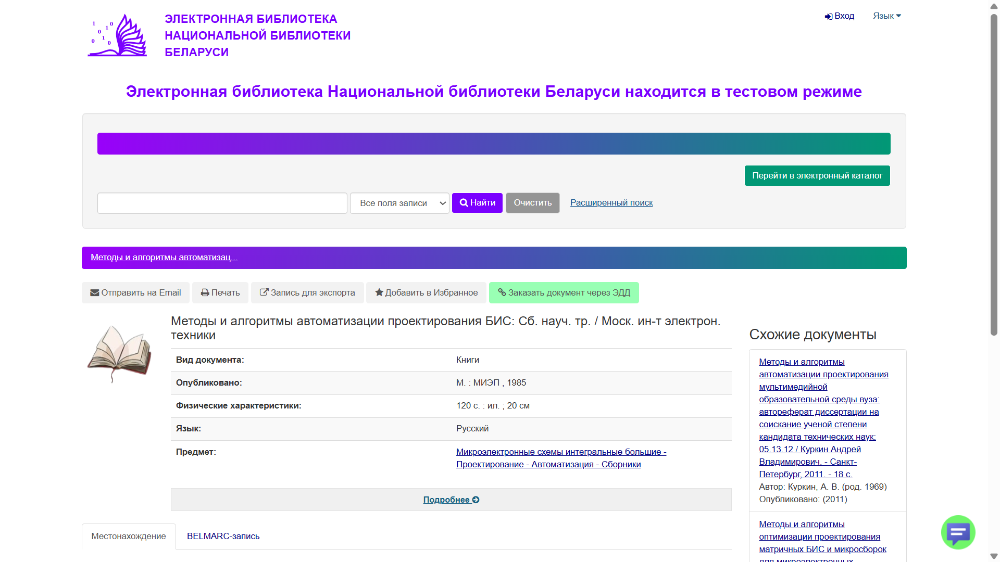 ЭЛЕКТРОННАЯ БИБЛИОТЕКА
НАЦИОНАЛЬНОЙ БИБЛИОТЕКИ
БЕЛАРУСИ
Вход
Язык
Электронная библиотека Национальной библиотеки Беларуси находится в тестовом режиме
Перейти в электронный каталог
Все поля записи
Найти
Очистить
Расширенный поиск
Методы и алгоритмы автоматизац...
Отправить на Email
Печать
Запись для экспорта
Добавить в Избранное
Заказать документ через ЭДД
Методы и алгоритмы автоматизации проектирования БИС: Сб. науч. тр. / Моск. ин-т электрон.
техники
Вид документа: Книги
Опубликовано: М. : МИЭП , 1985
Физические характеристики: 120 с. : ил. ; 20 см
Язык: Русский
Предмет: Микроэлектронные схемы интегральные большие -
Проектирование - Автоматизация - Сборники
Подробнее
Местонахождение
BELMARC-запись
Схожие документы
Методы и алгоритмы
автоматизации проектирования
мультимедийной
образовательной среды вуза:
автореферат диссертации на
соискание ученой степени
кандидата технических наук:
05.13.12 / Куркин Андрей
Владимирович. - Санкт-
Петербург, 2011. - 18 с.
Автор: Куркин, А. В. (род. 1969)
Опубликовано: (2011)
Методы и алгоритмы
оптимизации проектирования
матричных БИС и микросборок
для микроэлектронных